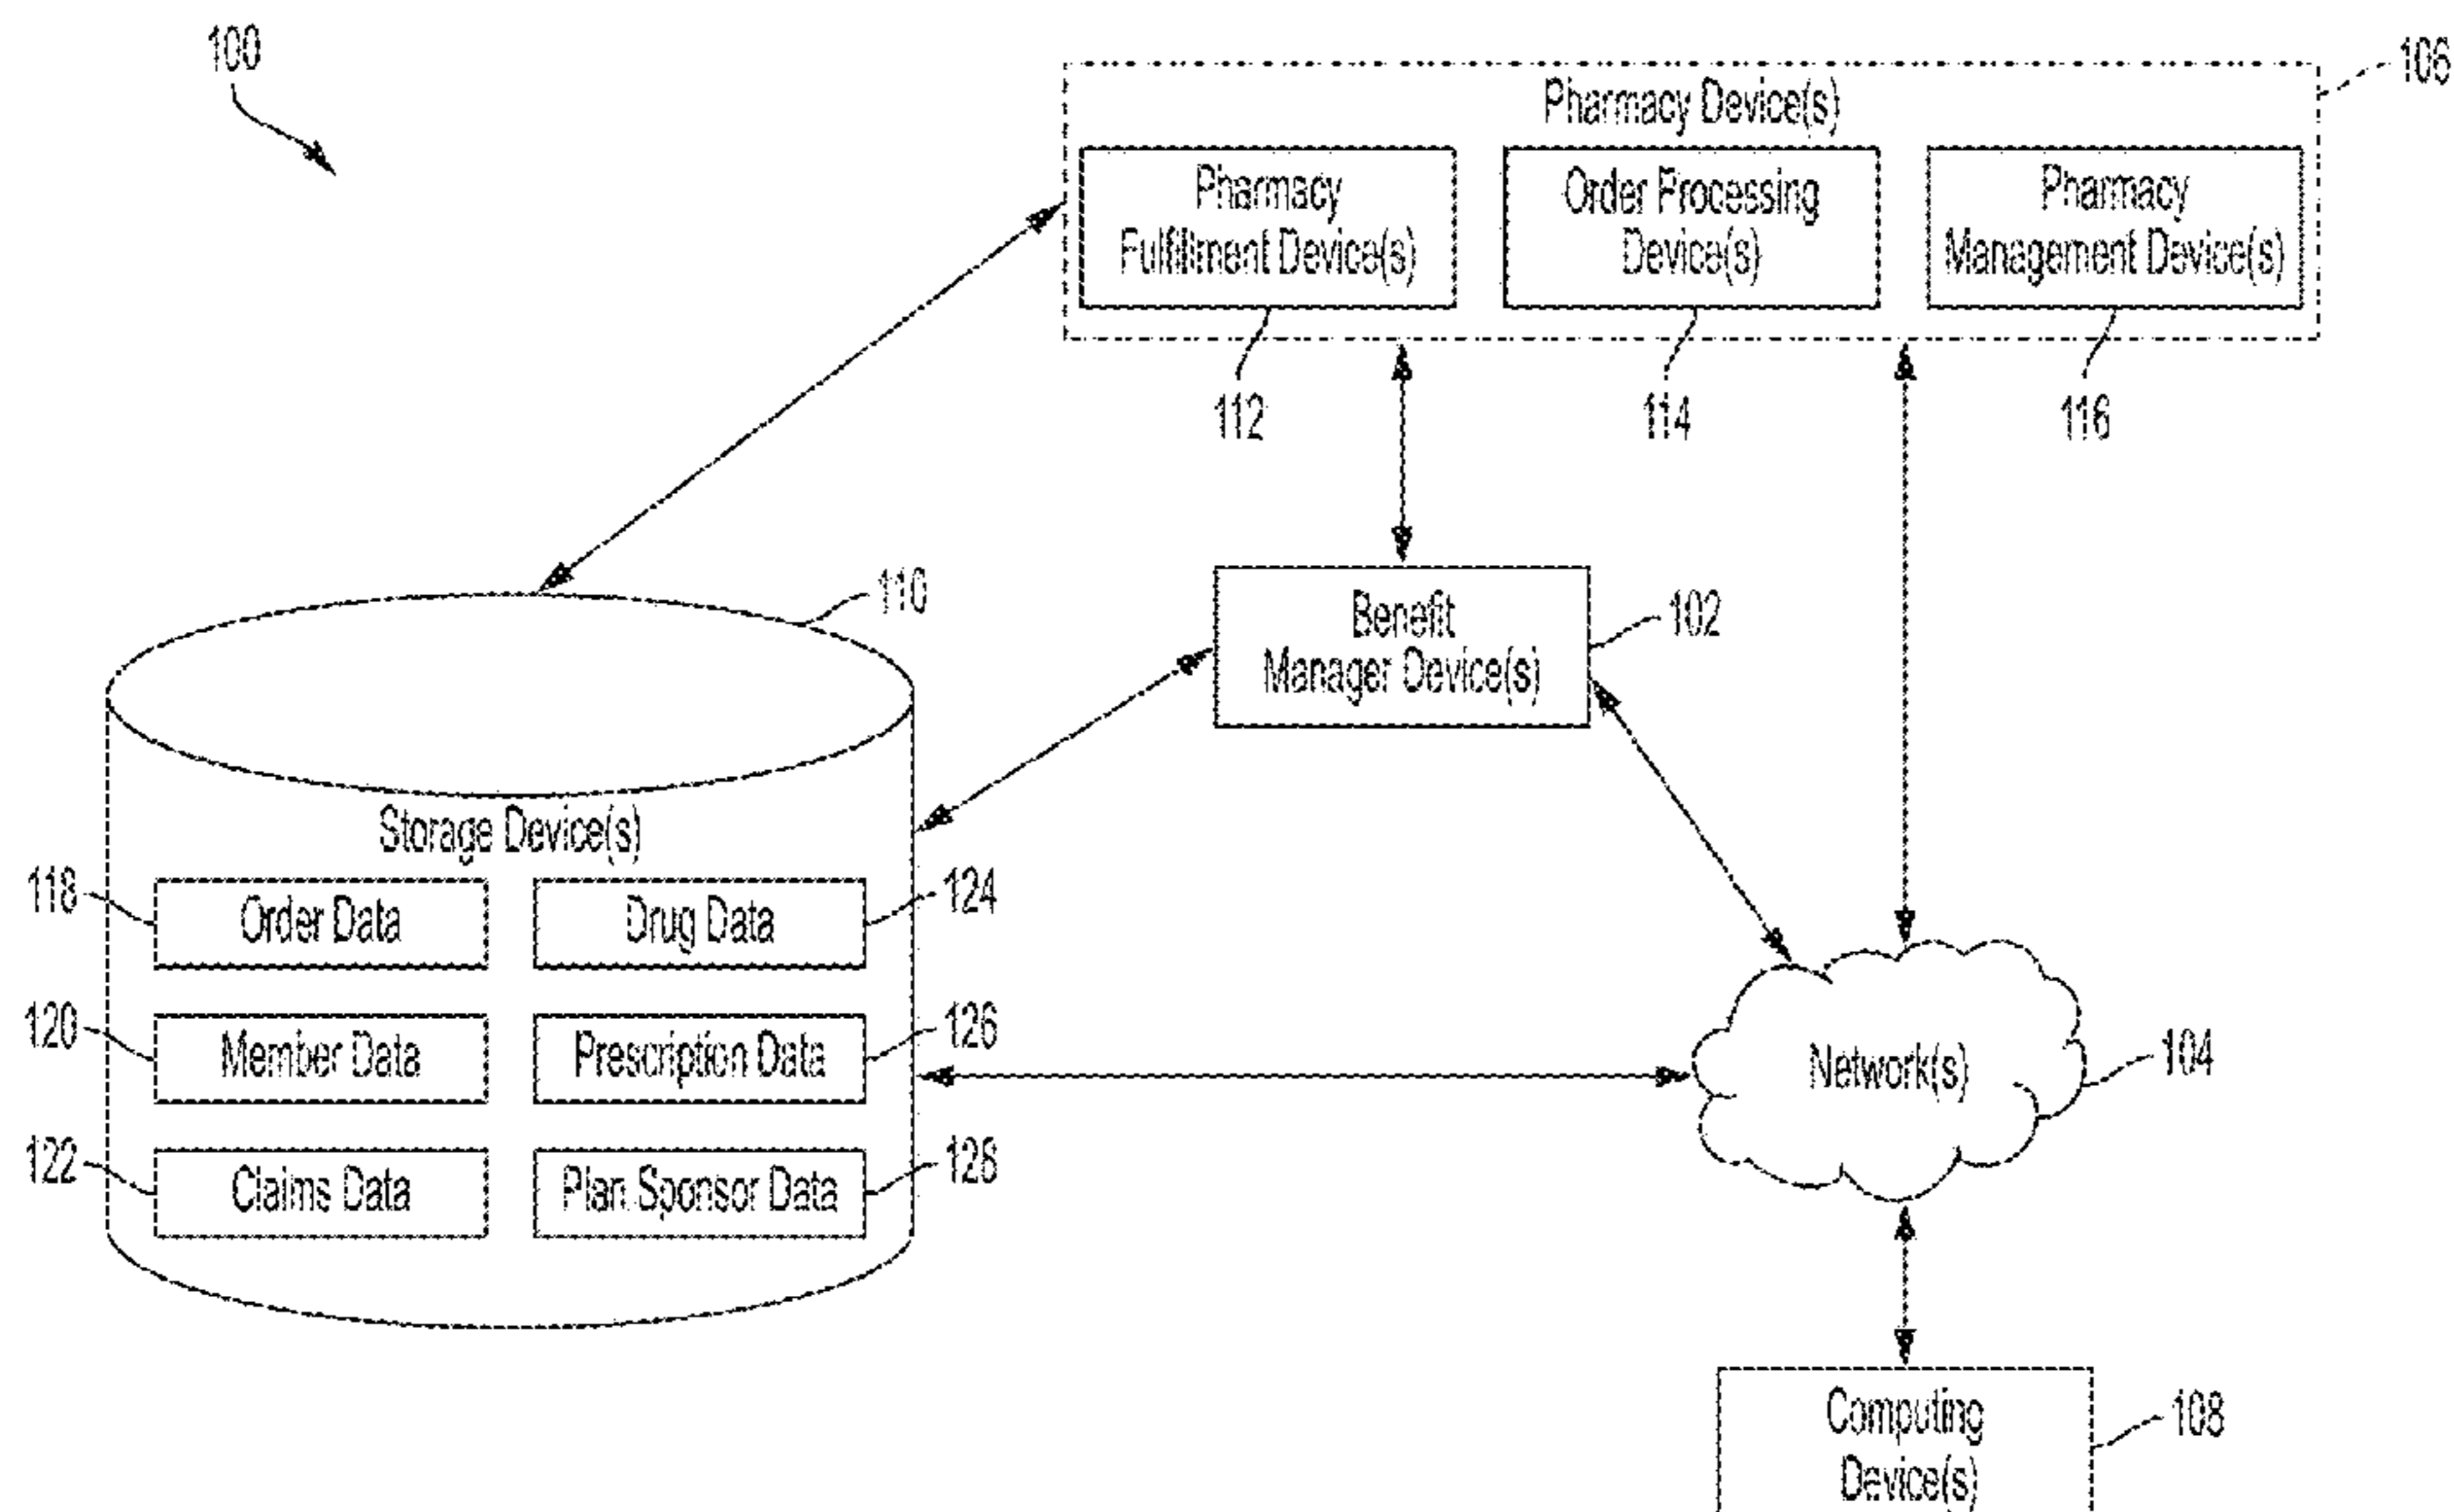 100
106
Pharmacy Device(s)
Pharmacy
Fulfillment Device(s)
Order Processing
Device(s)
Pharmacy
Management Device(s)
112
114
116
110
Benefit
Manager Device(s)
102
Storage Device(s)
118
Order Data
Drug Data
124
120
Member Data
Prescription Data
126
122
Claims Data
Plan Sponsor Data
128
Network(s)
104
Computing
Device(s)
108